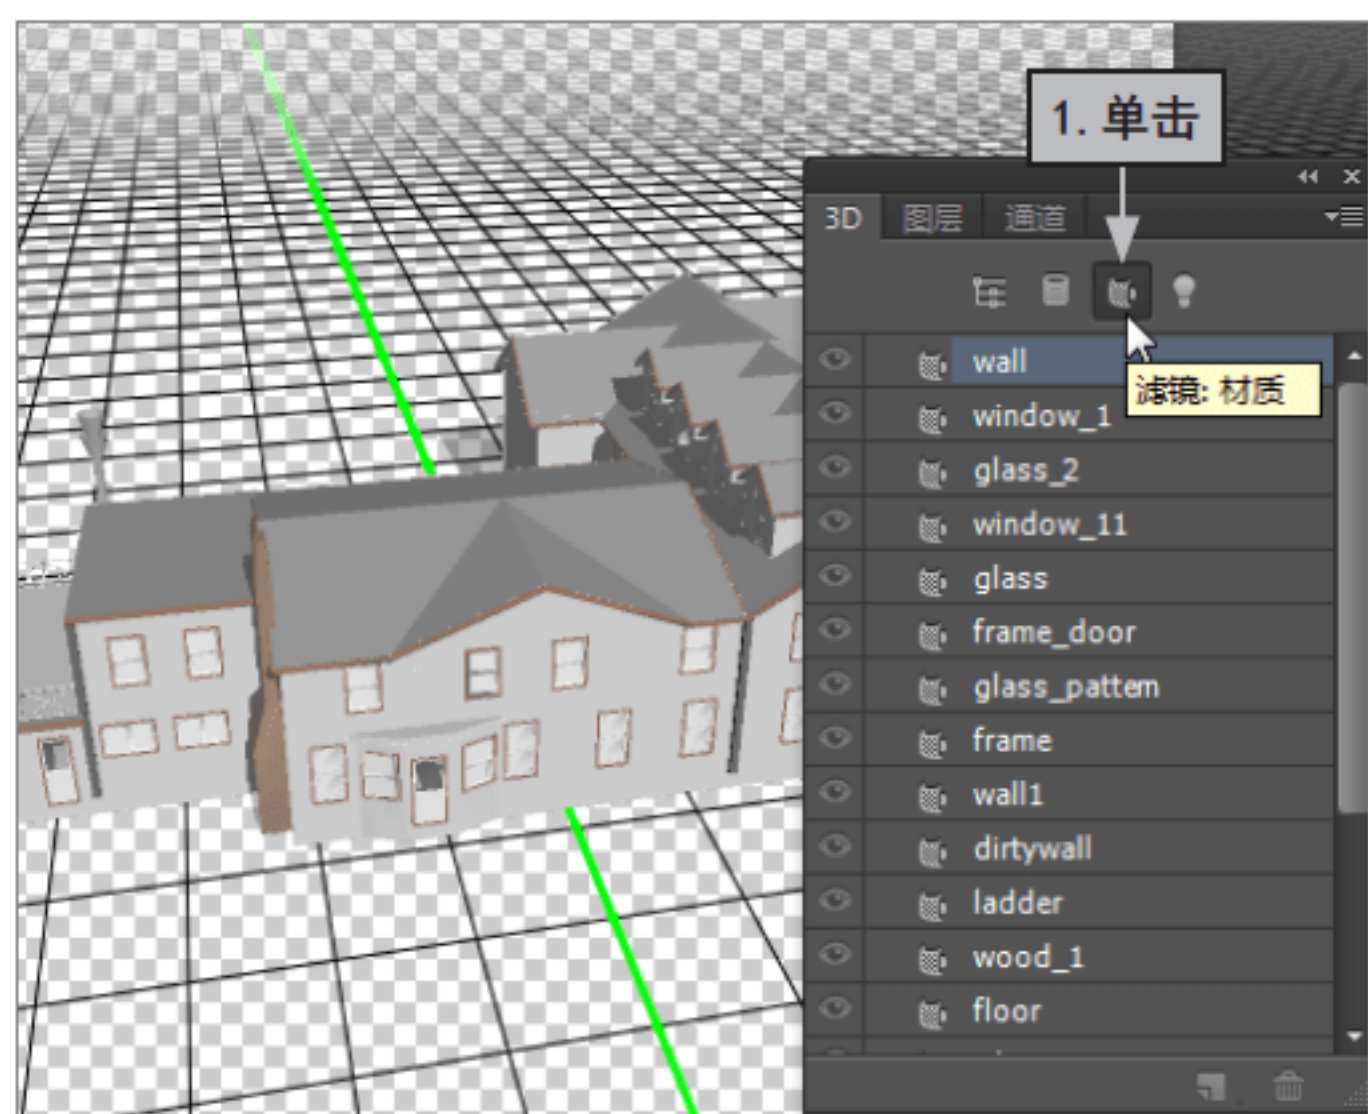 1. 单击
3D 图层 通道
wall
滤镜: 材质
window_1
glass_2
window_11
glass
frame_door
glass_pattem
frame
wall1
dirtywall
ladder
wood_1
floor